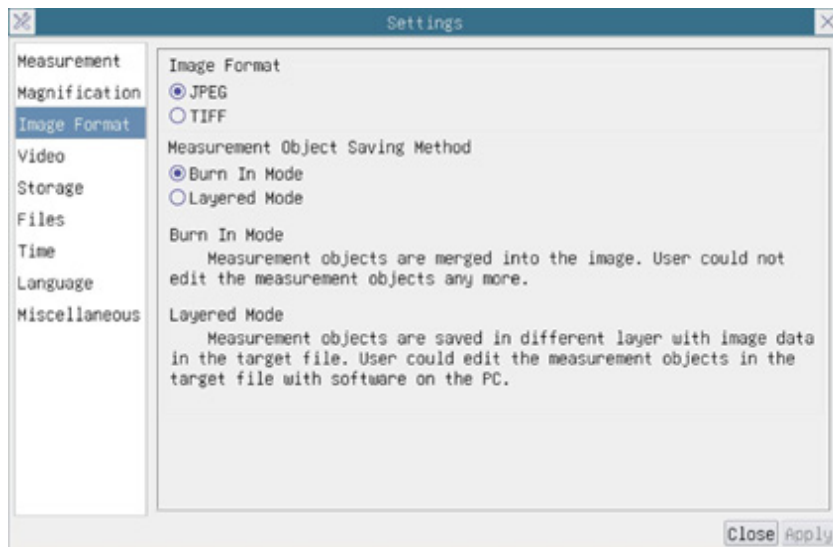 Settings
Measurement
Magnification
Image Format
Video
Storage
Files
Time
Language
Miscellaneous
Image Format
JPEG
TIFF
Measurement Object Saving Method
Burn In Mode
Layered Mode
Burn In Mode
Measurement objects are merged into the image. User could not
edit the measurement objects any more.
Layered Mode
Measurement objects are saved in different layer with image data
in the target file. User could edit the measurement objects in the
target file with software on the PC.
Close Apply